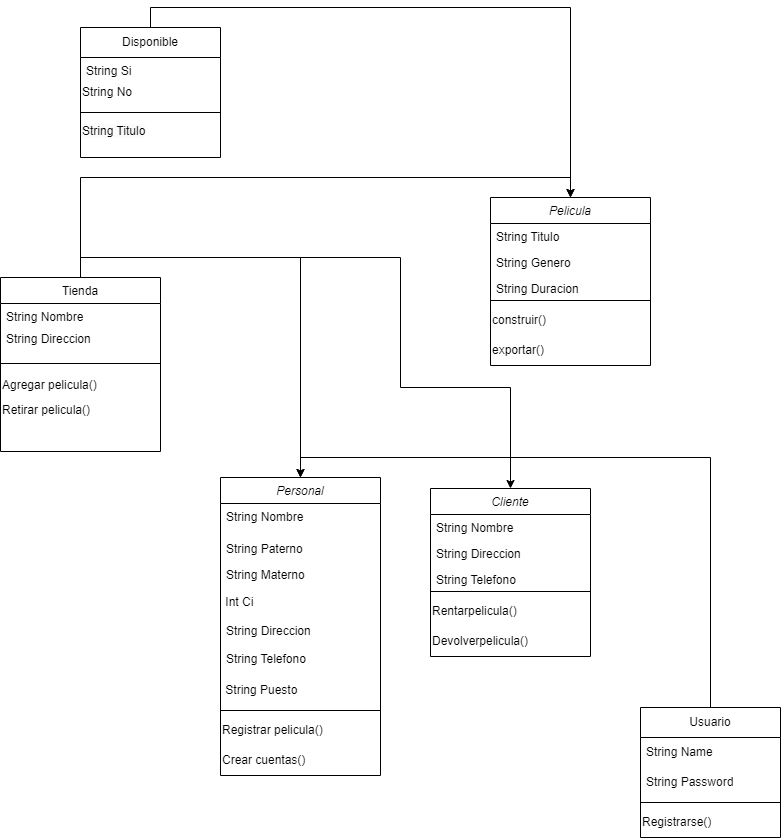 Disponible
String Si
String No
String Titulo
Pelicula
String Titulo
String Genero
String Duracion
construir()
exportar()
Tienda
String Nombre
String Direccion
Agregar pelicula()
Retirar pelicula()
Personal
String Nombre
String Paterno
String Materno
Int Ci
String Direccion
String Telefono
String Puesto
Registrar pelicula()
Crear cuentas()
Cliente
String Nombre
String Direccion
String Telefono
Rentarpelicula()
Devolverpelicula()
Usuario
String Name
String Password
Registrarse()